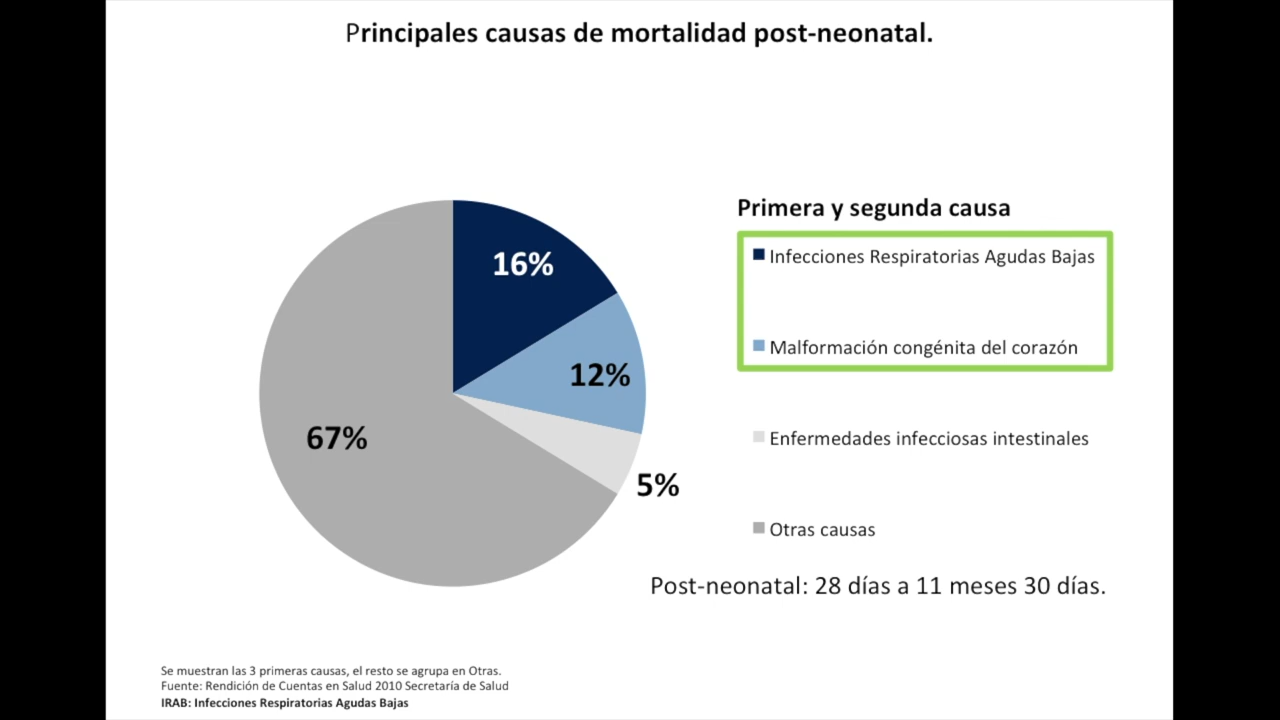 Principales causas de mortalidad post-neonatal.
16%
12%
5%
67%
Primera y segunda causa
Infecciones Respiratorias Agudas Bajas
Malformación congénita del corazón
Enfermedades infecciosas intestinales
Otras causas
Post-neonatal: 28 días a 11 meses 30 días.
Se muestran las 3 primeras causas, el resto se agrupa en Otras.
Fuente: Rendición de Cuentas en Salud 2010 Secretaría de Salud
IRAB: Infecciones Respiratorias Agudas Bajas